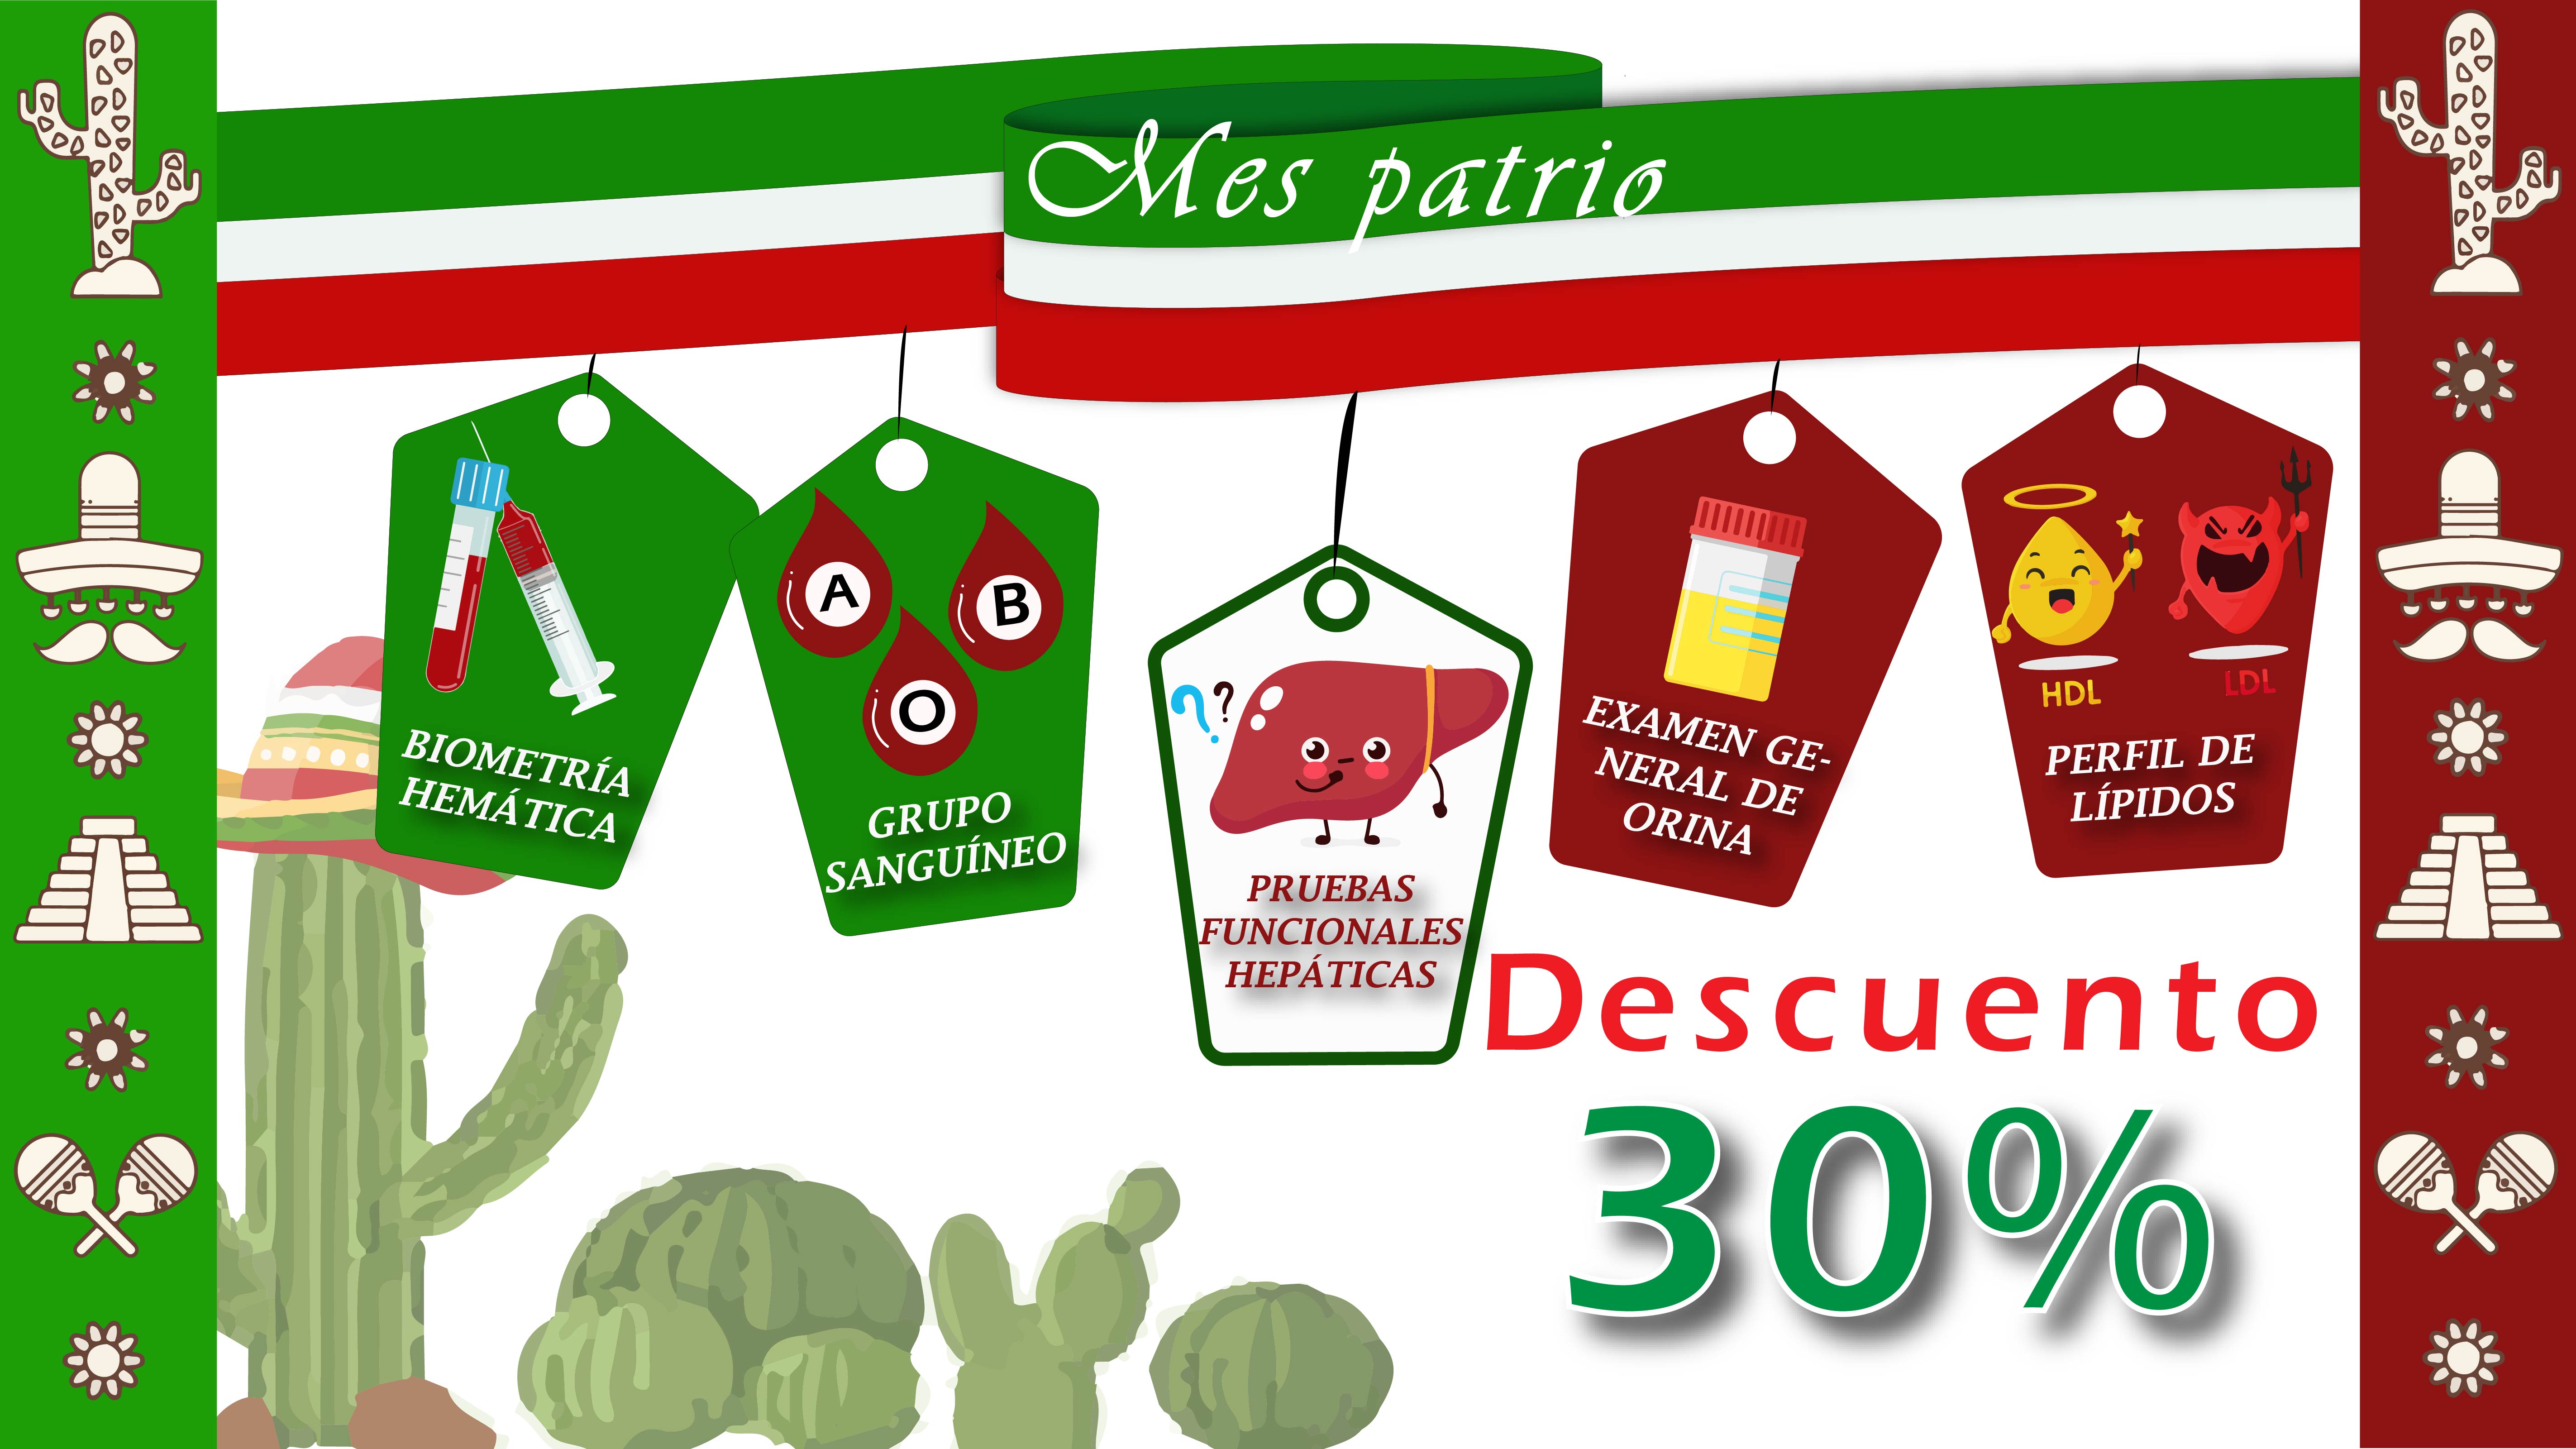 Mes patrio
BIOMETRÍA
HEMÁTICA
A
B
O
GRUPO
SANGUÍNEO
??
PRUEBAS
FUNCIONALES
HEPÁTICAS
EXAMEN GE-
NERAL DE
ORINA
HDL
LDL
PERFIL DE
LÍPIDOS
Descuento
30%